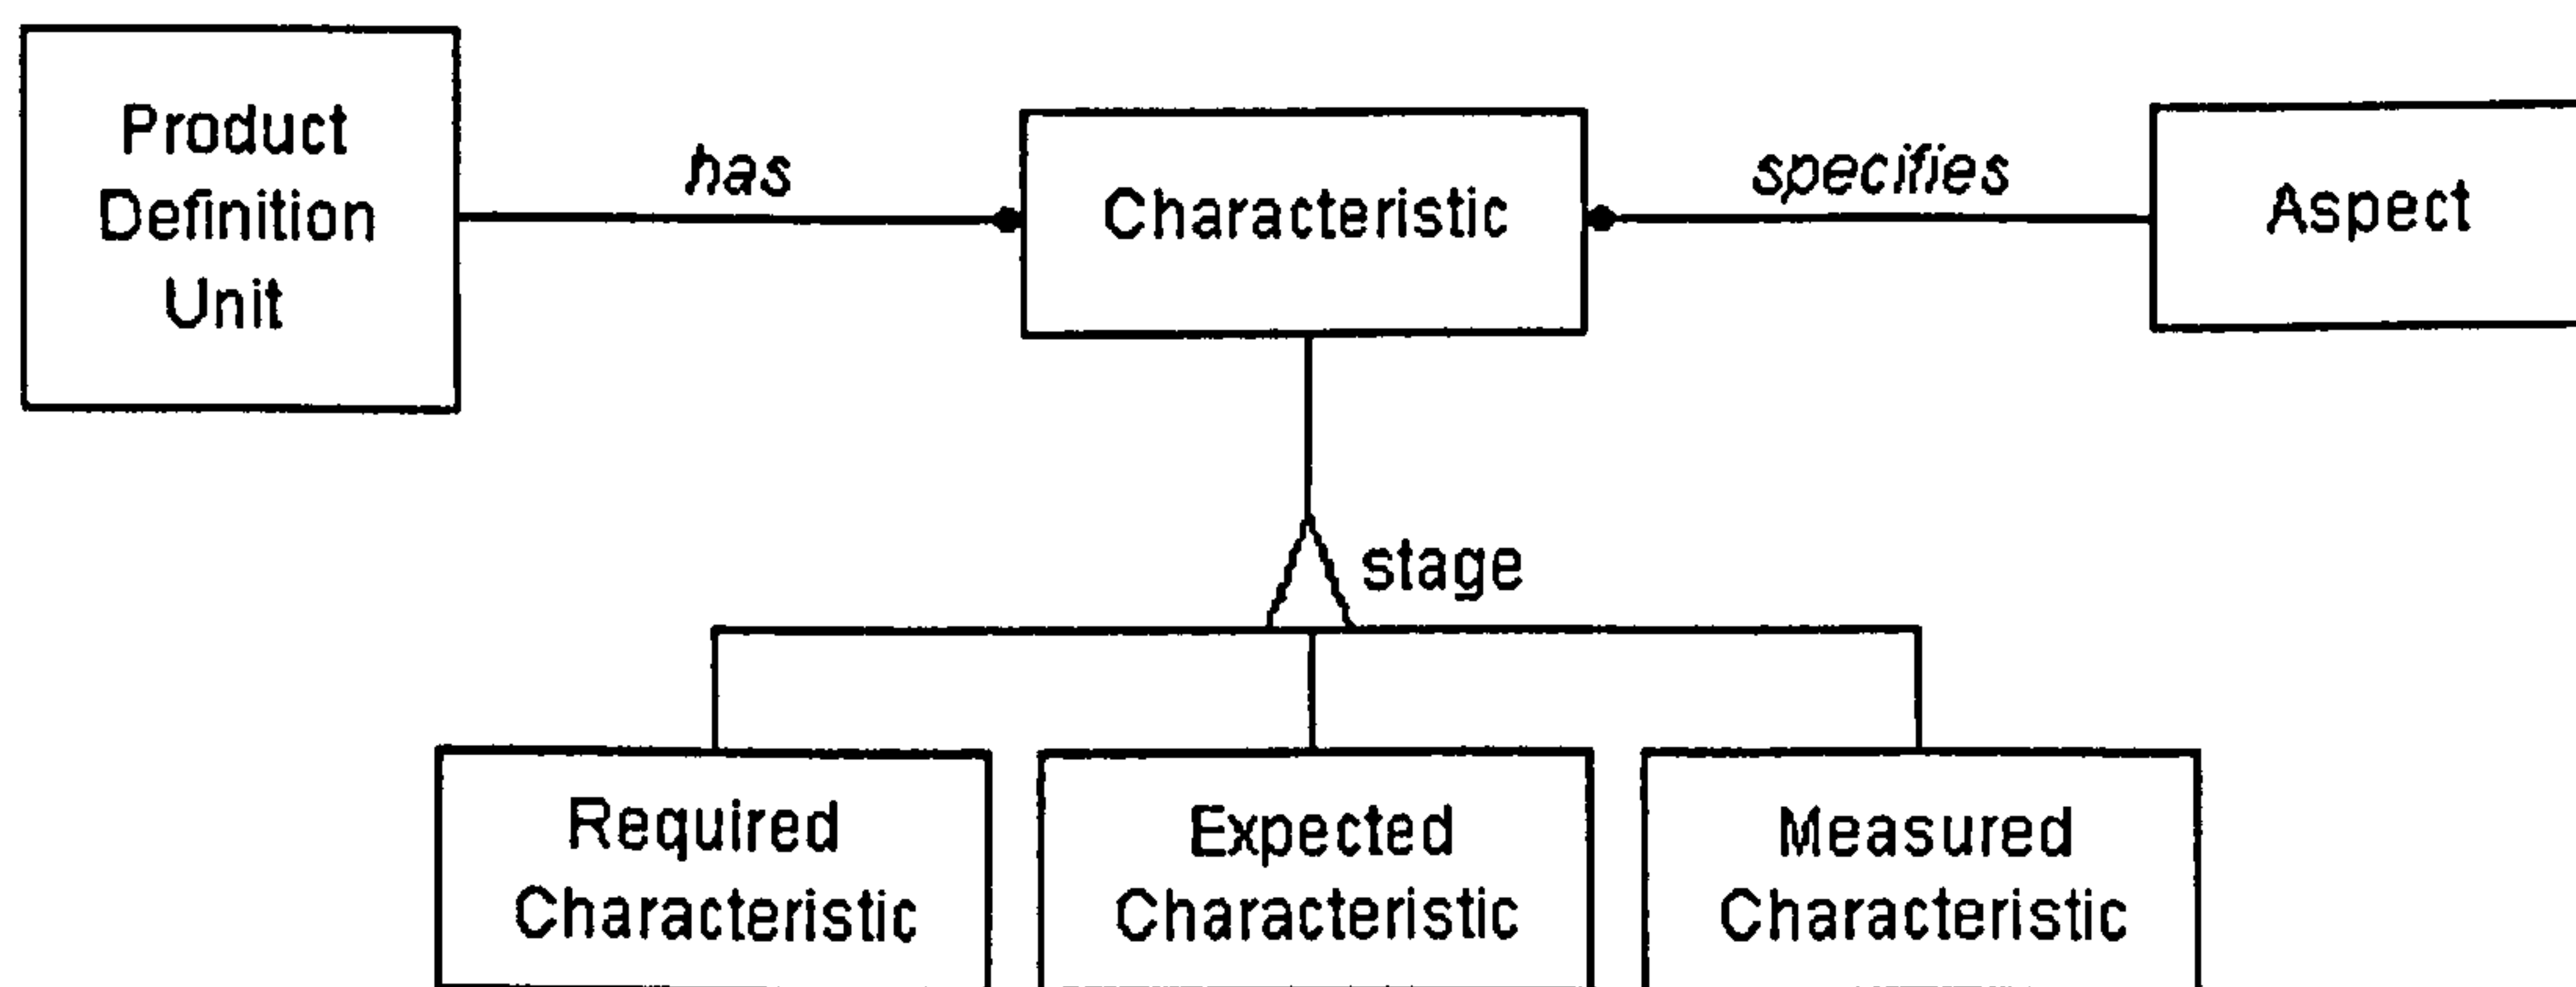 Product
Definition
Unit
has
Characteristic
specifies
Aspect
stage
Required
Characteristic
Expected
Characteristic
Measured
Characteristic